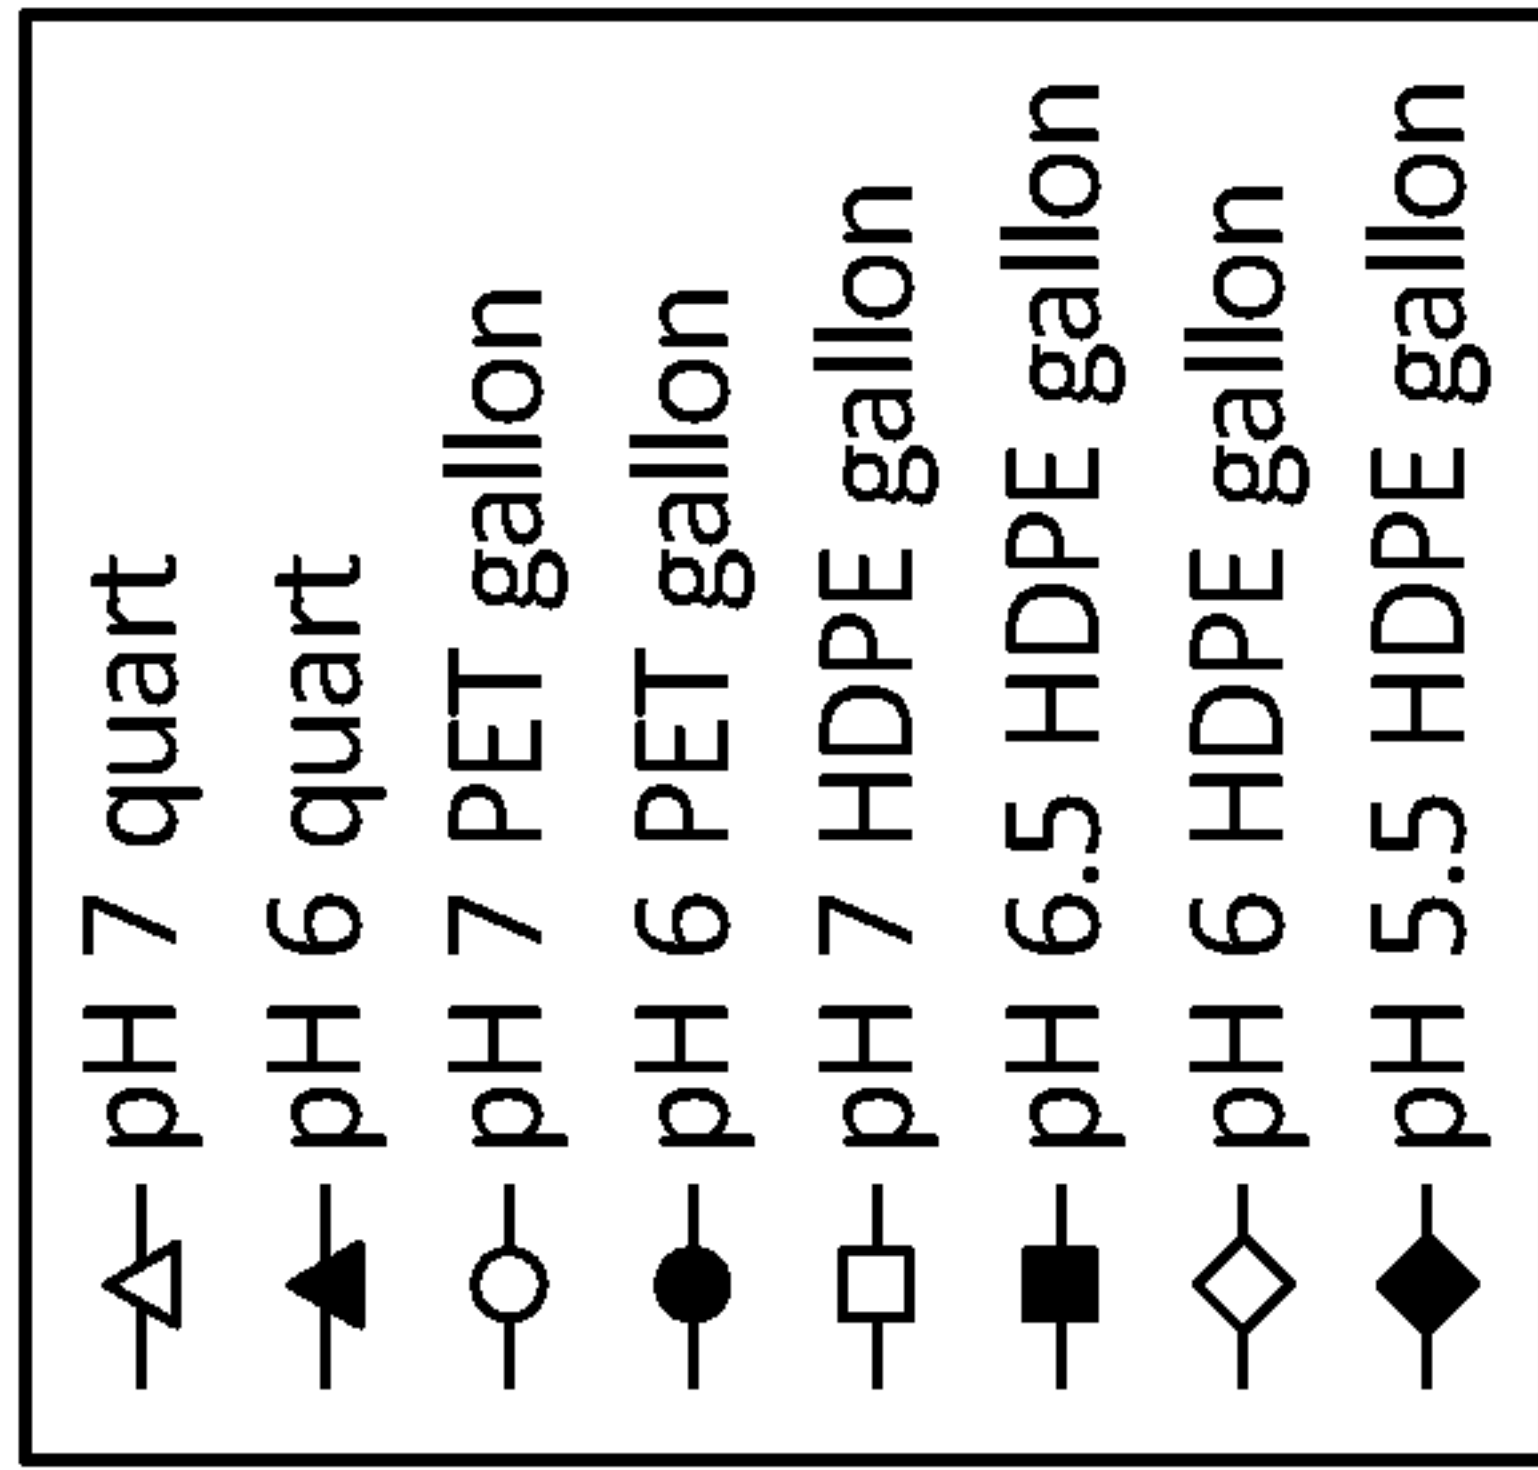 pH 7 quart
pH 6 quart
pH 7 PET gallon
pH 6 PET gallon
pH 7 HDPE gallon
pH 6.5 HDPE gallon
pH 6 HDPE gallon
pH 5.5 HDPE gallon